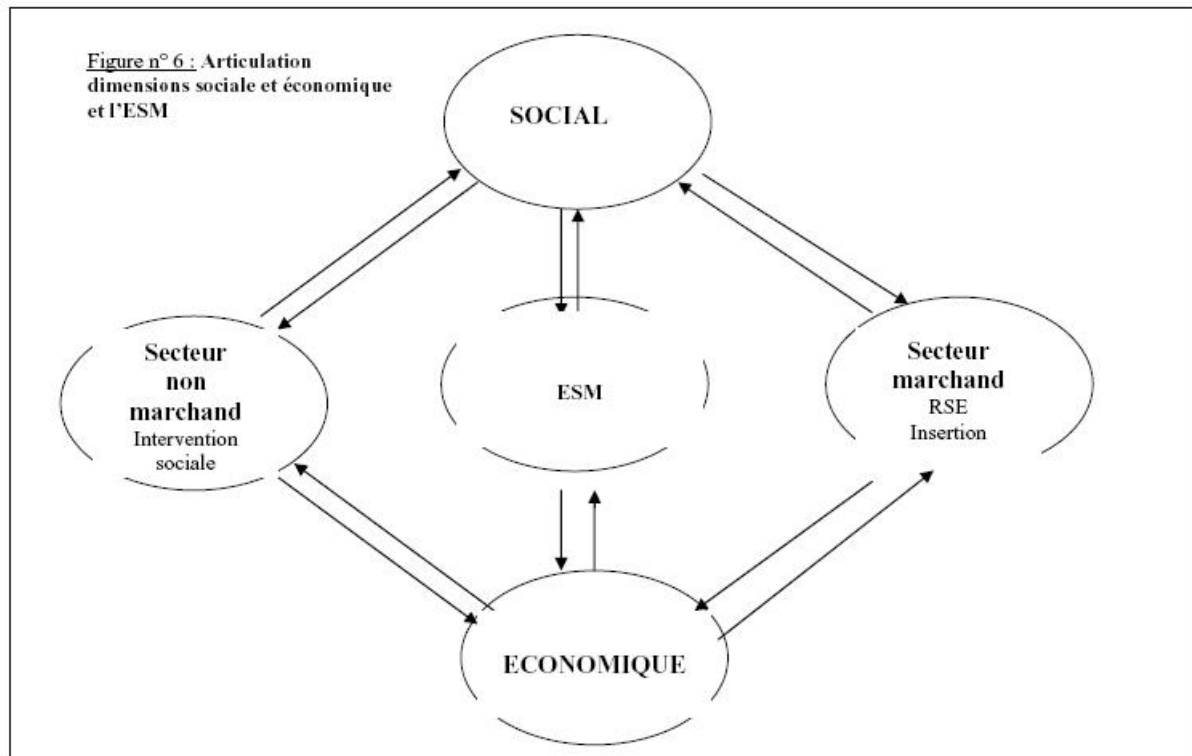 Figure n° 6 : Articulation
dimensions sociale et économique
et l'ESM
SOCIAL
Secteur
non
marchand
Intervention
sociale
ESM
Secteur
marchand
RSE
Insertion
ECONOMIQUE